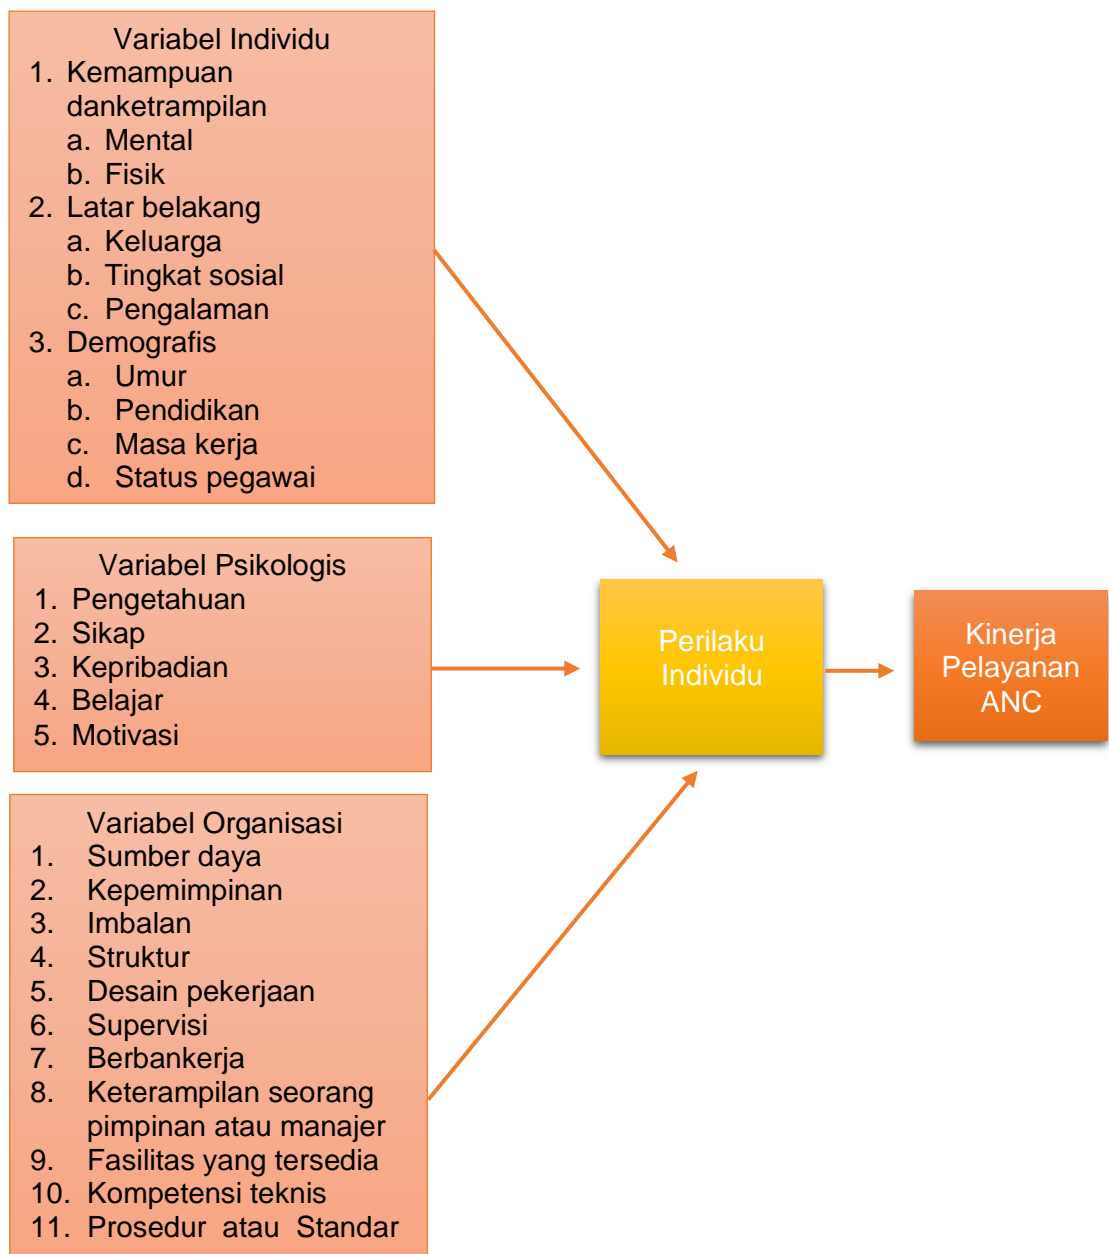 Variabel Individu
1. Kemampuan
danketrampilan
a. Mental
b. Fisik
2. Latar belakang
a. Keluarga
b. Tingkat sosial
c. Pengalaman
3. Demografis
a. Umur
b. Pendidikan
c. Masa kerja
d. Status pegawai
Variabel Psikologis
1. Pengetahuan
2. Sikap
3. Kepribadian
4. Belajar
5. Motivasi
Variabel Organisasi
1. Sumber daya
2. Kepemimpinan
3. Imbalan
4. Struktur
5. Desain pekerjaan
6. Supervisi
7. Berbankerja
8. Keterampilan seorang
pimpinan atau manajer
9. Fasilitas yang tersedia
10. Kompetensi teknis
11. Prosedur atau Standar
Perilaku
Individu
Kinerja
Pelayanan
ANC